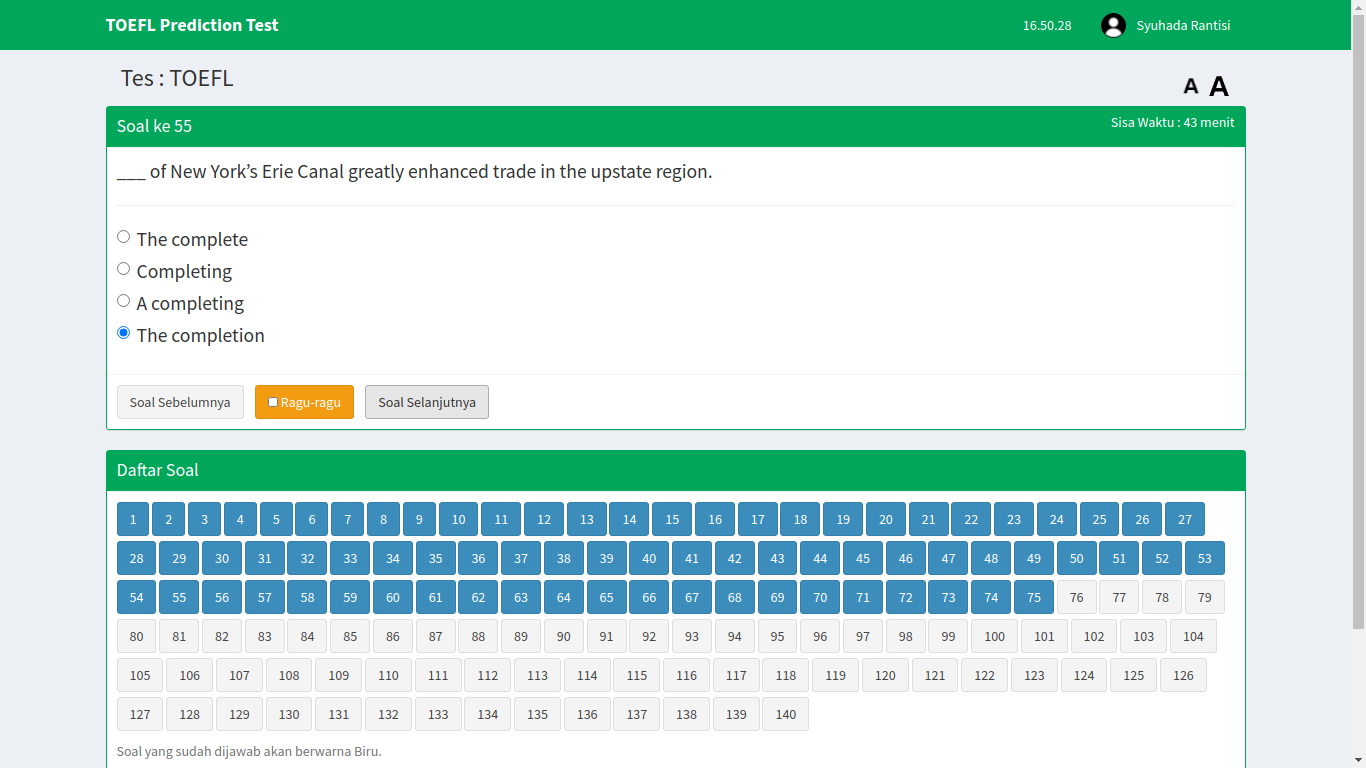 TOEFL Prediction Test 16.50.28 Syuhada Rantisi
Tes : TOEFL A A
Soal ke 55 Sisa Waktu : 43 menit
___ of New York’s Erie Canal greatly enhanced trade in the upstate region.
The complete
Completing
A completing
The completion
Soal Sebelumnya Ragu-ragu Soal Selanjutnya
Daftar Soal
1 2 3 4 5 6 7 8 9 10 11 12 13 14 15 16 17 18 19 20 21 22 23 24 25 26 27
28 29 30 31 32 33 34 35 36 37 38 39 40 41 42 43 44 45 46 47 48 49 50 51 52 53
54 55 56 57 58 59 60 61 62 63 64 65 66 67 68 69 70 71 72 73 74 75 76 77 78 79
80 81 82 83 84 85 86 87 88 89 90 91 92 93 94 95 96 97 98 99 100 101 102 103 104
105 106 107 108 109 110 111 112 113 114 115 116 117 118 119 120 121 122 123 124 125 126
127 128 129 130 131 132 133 134 135 136 137 138 139 140
Soal yang sudah dijawab akan berwarna Biru.